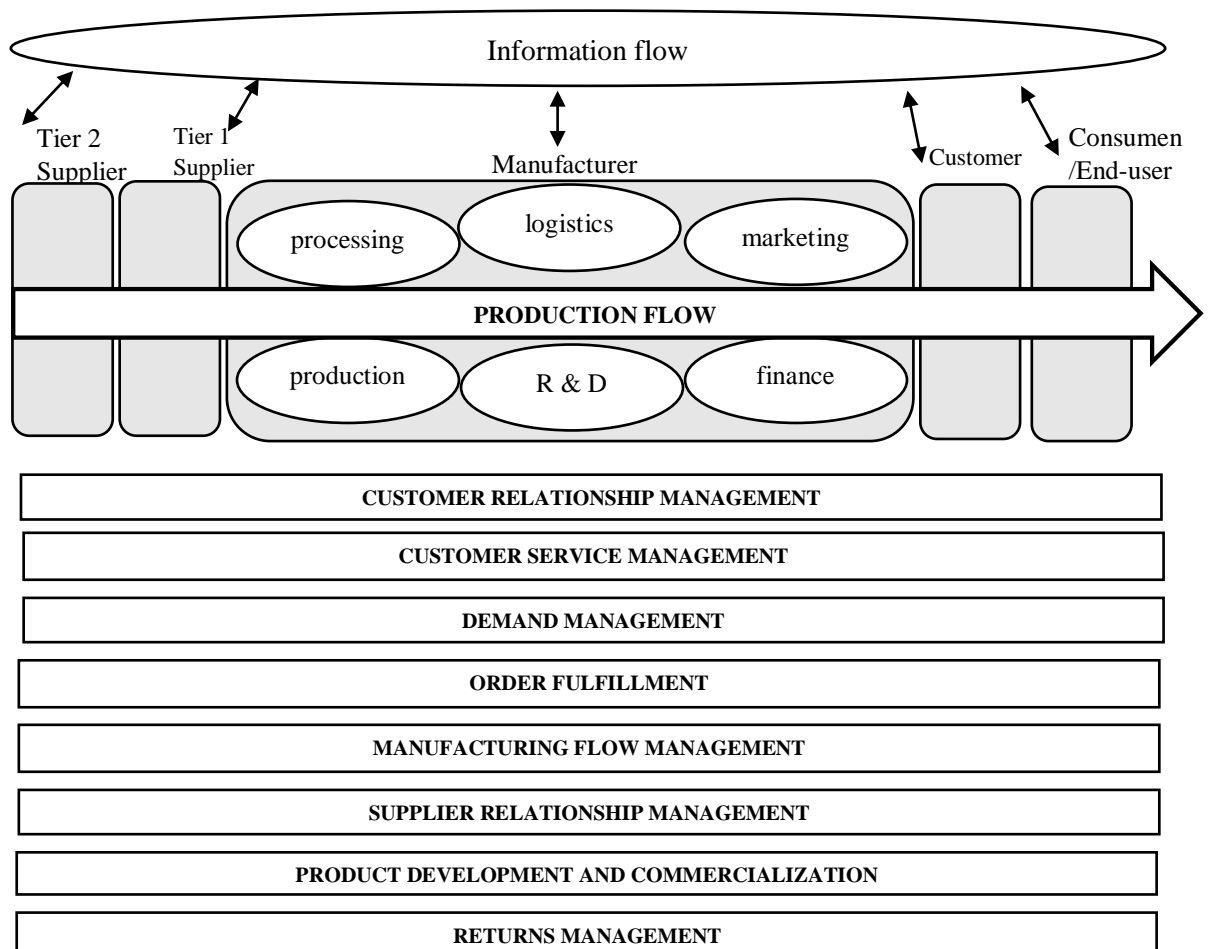 Information flow
Tier 2
Supplier
Tier 1
Supplier
Manufacturer
Customer
Consumen
/End-user
processing
logistics
marketing
PRODUCTION FLOW
production
R & D
finance
CUSTOMER RELATIONSHIP MANAGEMENT
CUSTOMER SERVICE MANAGEMENT
DEMAND MANAGEMENT
ORDER FULFILLMENT
MANUFACTURING FLOW MANAGEMENT
SUPPLIER RELATIONSHIP MANAGEMENT
PRODUCT DEVELOPMENT AND COMMERCIALIZATION
RETURNS MANAGEMENT